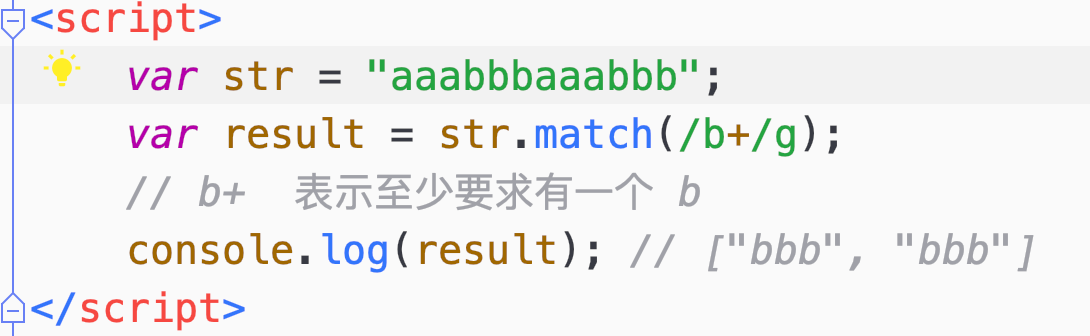 <script>
var str = "aaabbbaaabbb";
var result = str.match(/b+/g);
// b+  表示至少要求有一个 b
console.log(result); // ["bbb", "bbb"]
</script>